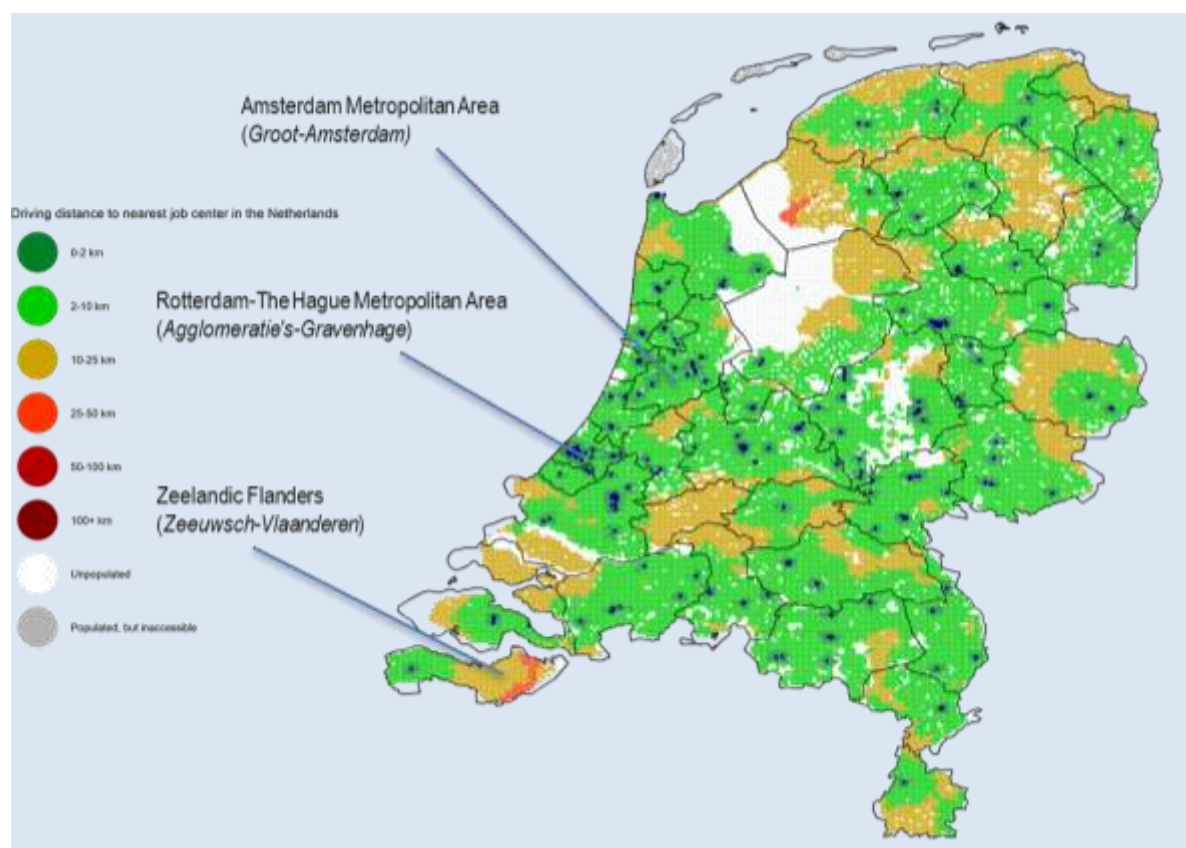 Amsterdam Metropolitan Area
(Groot-Amsterdam)
Driving distance to nearest job center in the Netherlands
0-2 km
2-10 km
Rotterdam-The Hague Metropolitan Area
(Agglomeratie's-Gravenhage)
10-25 km
25-50 km
50-100 km
Zeelandic Flanders
(Zeeuwsch-Vlaanderen)
100+ km
Unpopulated
Populated, but inaccessible